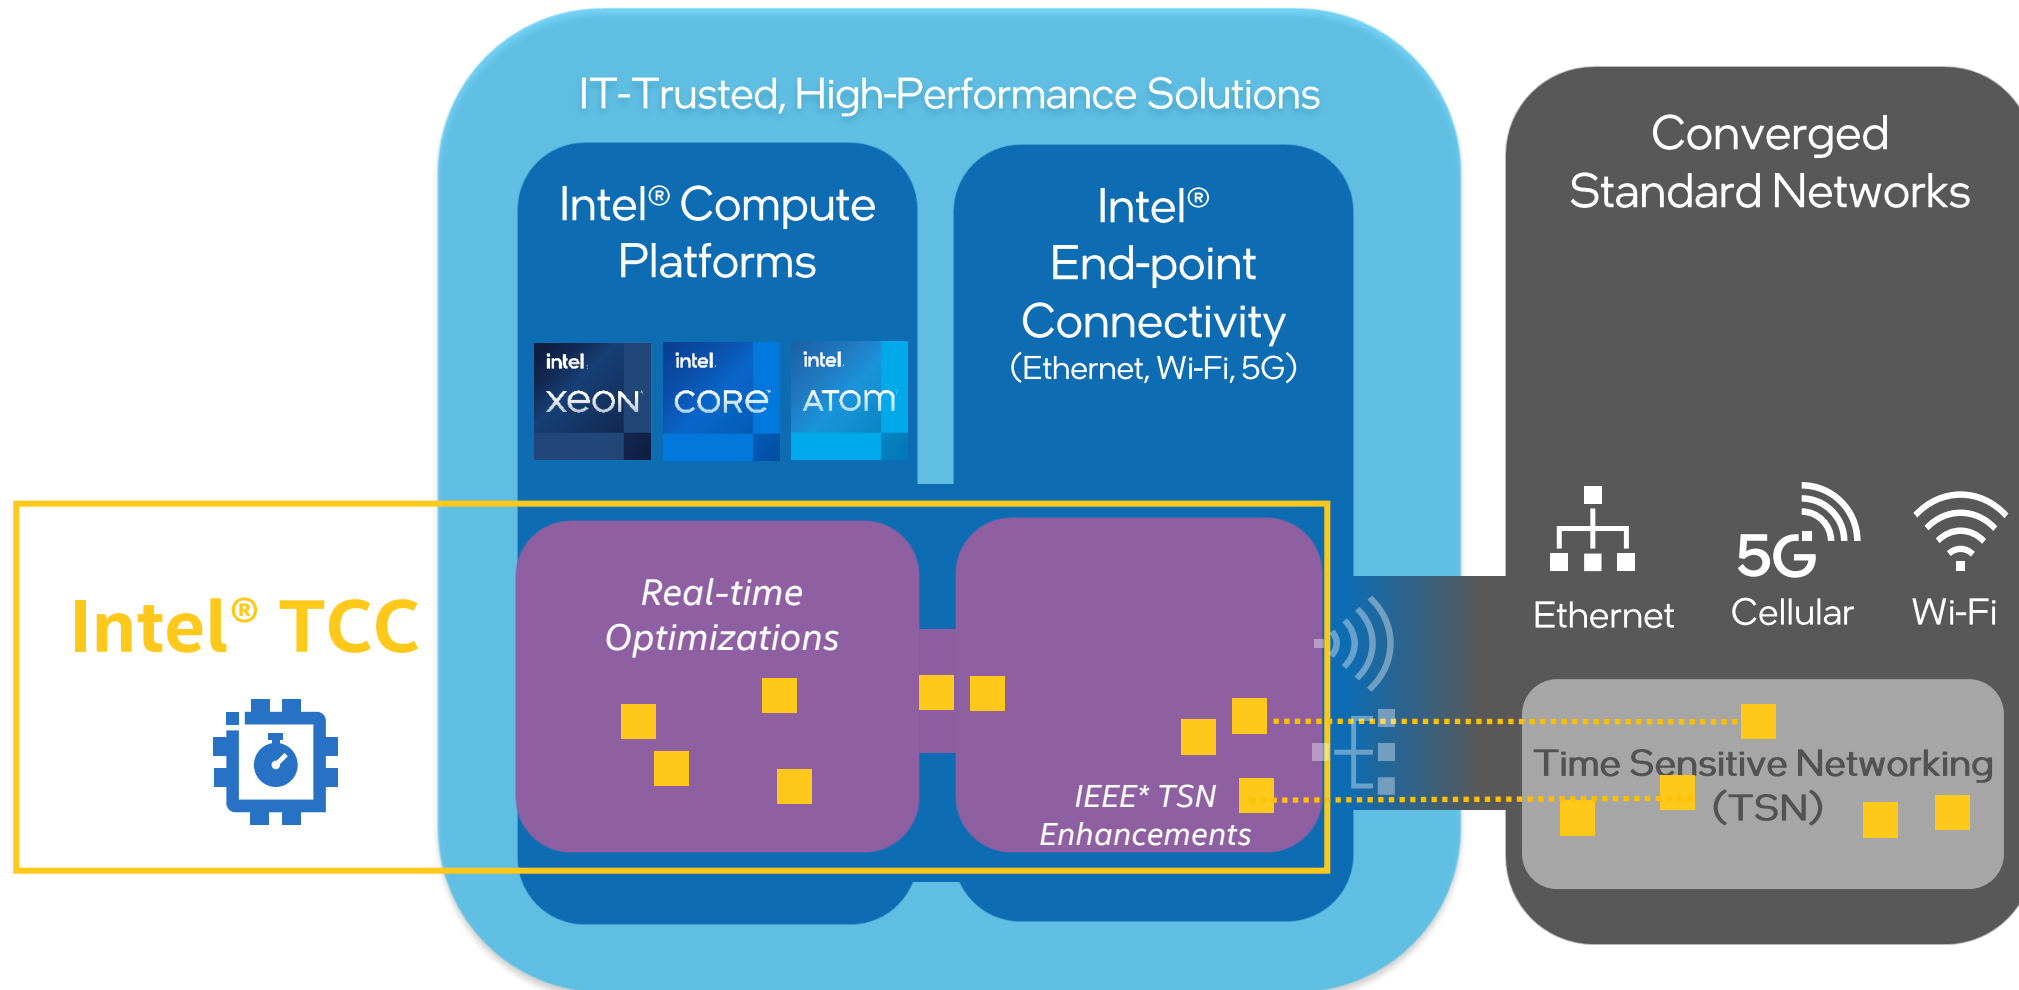 IT-Trusted, High-Performance Solutions
Intel® Compute
Platforms
intel.
XEON
intel.
CORE™
intel.
ATOM™
Intel®
End-point
Connectivity
(Ethernet, Wi-Fi, 5G)
Converged
Standard Networks
5G
Ethernet
Cellular
Wi-Fi
Intel® TCC
Real-time
Optimizations
IEEE* TSN
Enhancements
Time Sensitive Networking
(TSN)